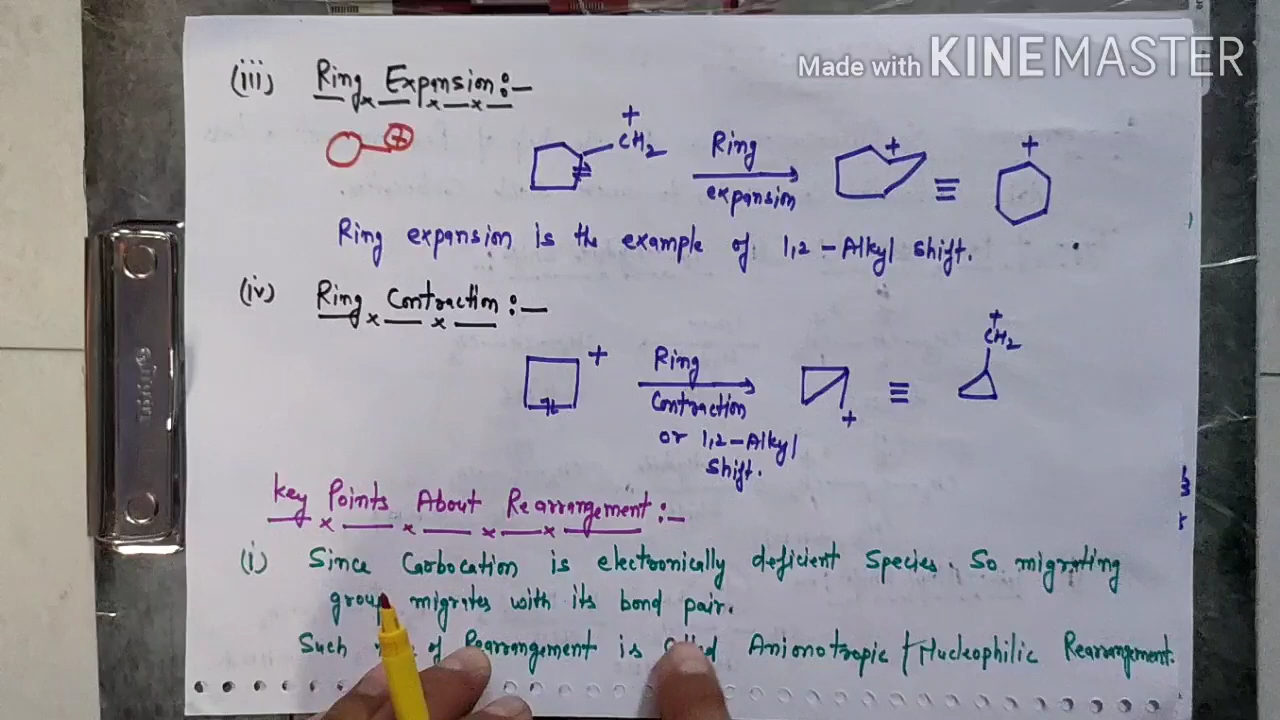 Made with KINEMASTER
(iii) Ring Expansion:-
+
CH2
Ring
expansion
+
≡
+
Ring expansion is the example of 1,2-Alkyl shift.
(iv) Ring Contraction:-
+
Ring
Contraction
or 1,2-Alkyl
shift.
+
≡
+
CH2
Key Points About Rearrangement:-
(i) Since Carbocation is electronically deficient species. So migrating
group migrates with its bond pair.
Such of Rearrangement is Anionotropic / Nucleophilic Rearrangement.